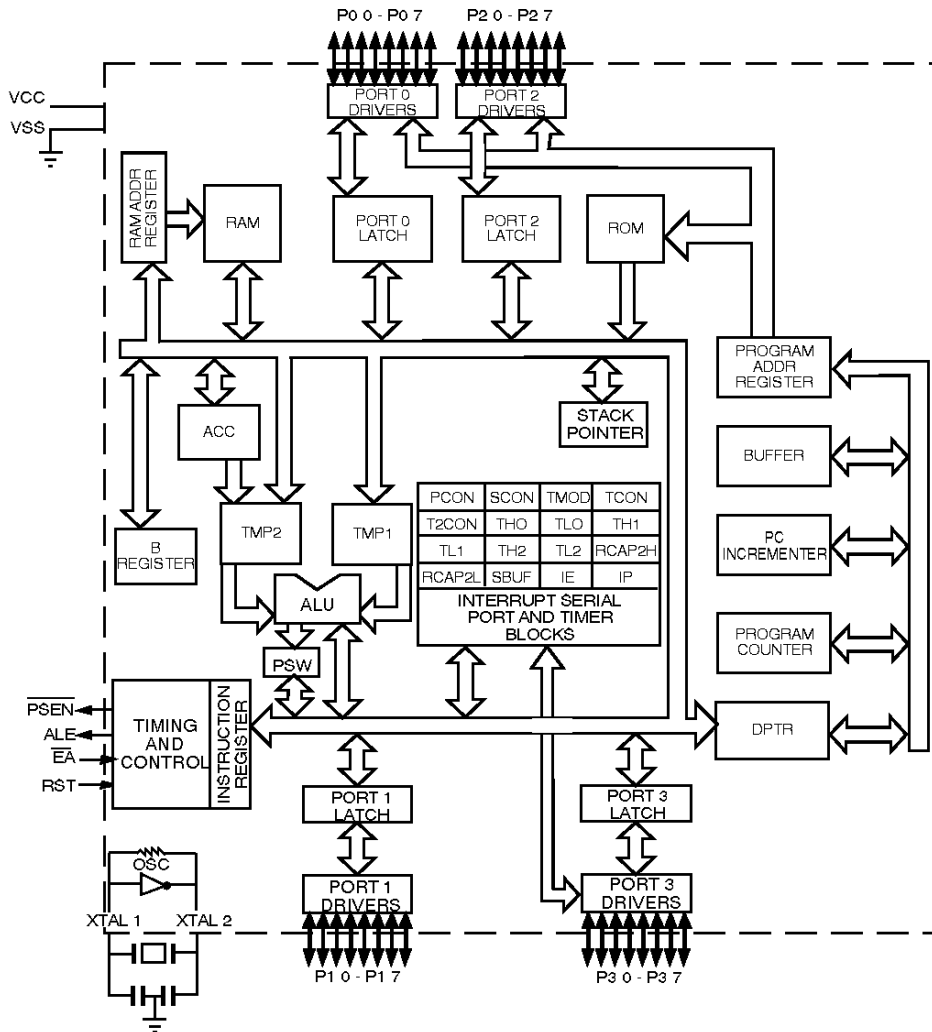 P0 0 - P0 7
P2 0 - P2 7
VCC
VSS
PORT 0
DRIVERS
PORT 2
DRIVERS
RAM ADDR
REGISTER
RAM
PORT 0
LATCH
PORT 2
LATCH
ROM
PROGRAM
ADDR
REGISTER
ACC
STACK
POINTER
BUFFER
B
REGISTER
TMP2
TMP1
PCON SCON TMOD TCON
T2CON THO TLO TH1
TL1 TH2 TL2 RCAP2H
RCAP2L SBUF IE IP
INTERRUPT SERIAL
PORT AND TIMER
BLOCKS
PC
INCREMENTER
ALU
PSW
PROGRAM
COUNTER
PSEN
ALE
EA
RST
TIMING
AND
CONTROL
INSTRUCTION
REGISTER
DPTR
PORT 1
LATCH
PORT 3
LATCH
OSC
XTAL 1
XTAL 2
PORT 1
DRIVERS
PORT 3
DRIVERS
P1 0 - P1 7
P3 0 - P3 7